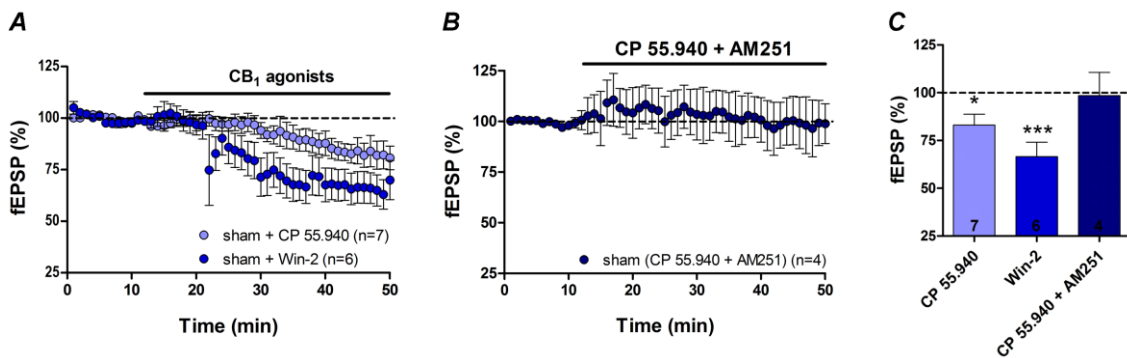 A
CB₁ agonists
fEPSP (%)
125
100
75
50
25
0
10
20
30
40
50
sham + CP 55.940 (n=7)
sham + Win-2 (n=6)
Time (min)
B
CP 55.940 + AM251
fEPSP (%)
125
100
75
50
25
0
10
20
30
40
50
sham (CP 55.940 + AM251) (n=4)
Time (min)
C
fEPSP (%)
125
100
75
50
25
*
***
7
6
4
CP 55.940
Win-2
CP 55.940 + AM251